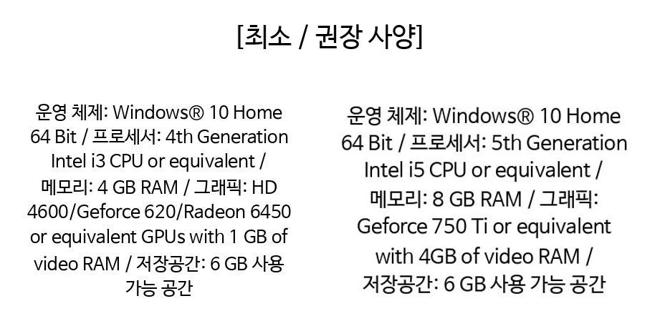 [최소 / 권장 사양]
운영 체제: Windows® 10 Home
64 Bit / 프로세서: 4th Generation
Intel i3 CPU or equivalent /
메모리: 4 GB RAM / 그래픽: HD
4600/Geforce 620/Radeon 6450
or equivalent GPUs with 1 GB of
video RAM / 저장공간: 6 GB 사용
가능 공간
운영 체제: Windows® 10 Home
64 Bit / 프로세서: 5th Generation
Intel i5 CPU or equivalent /
메모리: 8 GB RAM / 그래픽:
Geforce 750 Ti or equivalent
with 4GB of video RAM /
저장공간: 6 GB 사용 가능 공간